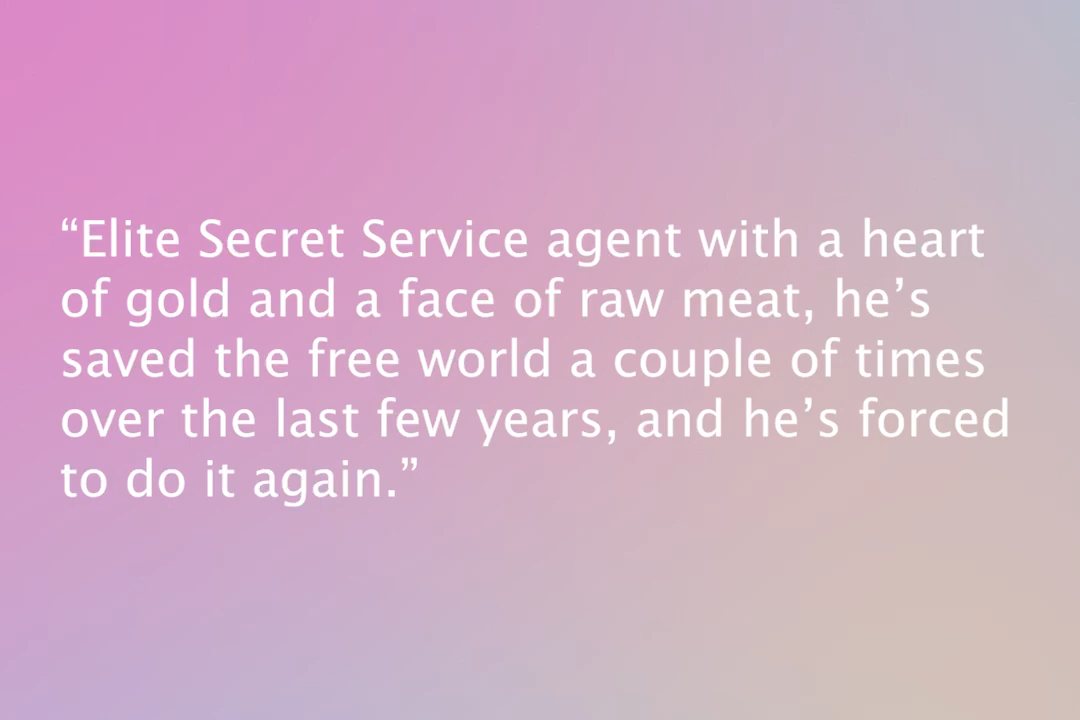 “Elite Secret Service agent with a heart
of gold and a face of raw meat, he’s
saved the free world a couple of times
over the last few years, and he’s forced
to do it again.”